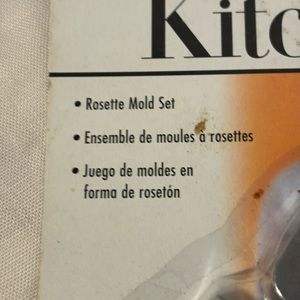 Kitc
• Rosette Mold Set
• Ensemble de moules à rosettes
• Juego de moldes en
forma de rosetón